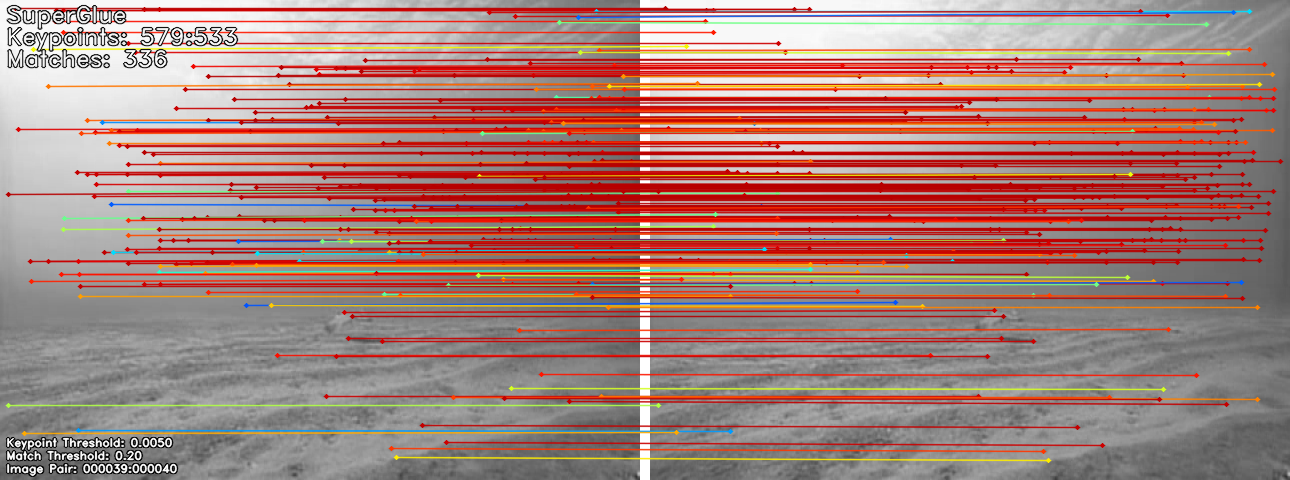 SuperGlue
Keypoints: 579:533
Matches: 336
Keypoint Threshold: 0.0050
Match Threshold: 0.20
Image Pair: 000039:000040